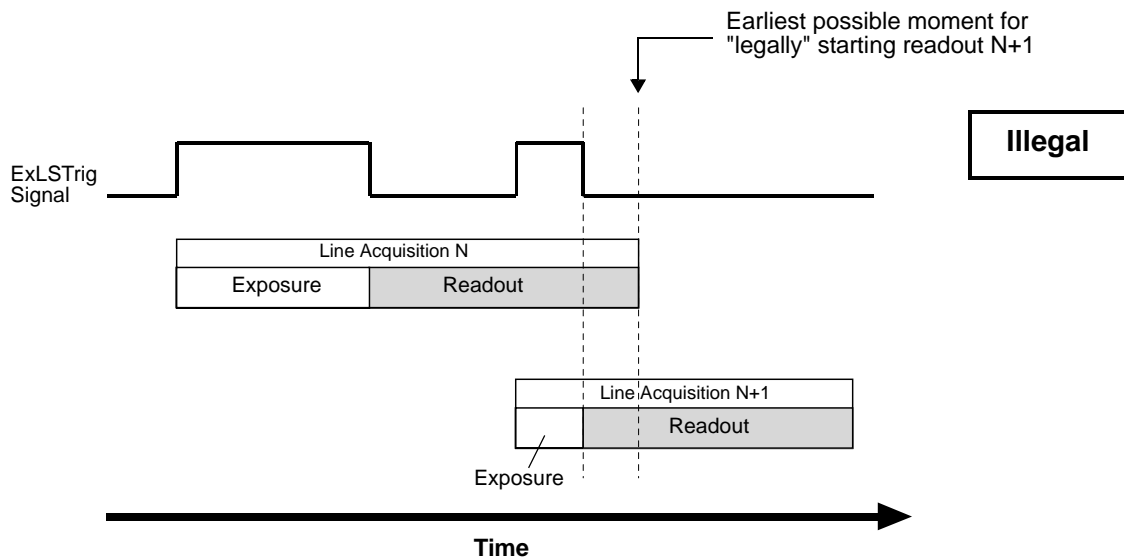 Earliest possible moment for
"legally" starting readout N+1
Illegal
ExLSTrig
Signal
Line Acquisition N
Exposure
Readout
Line Acquisition N+1
Readout
Exposure
Time